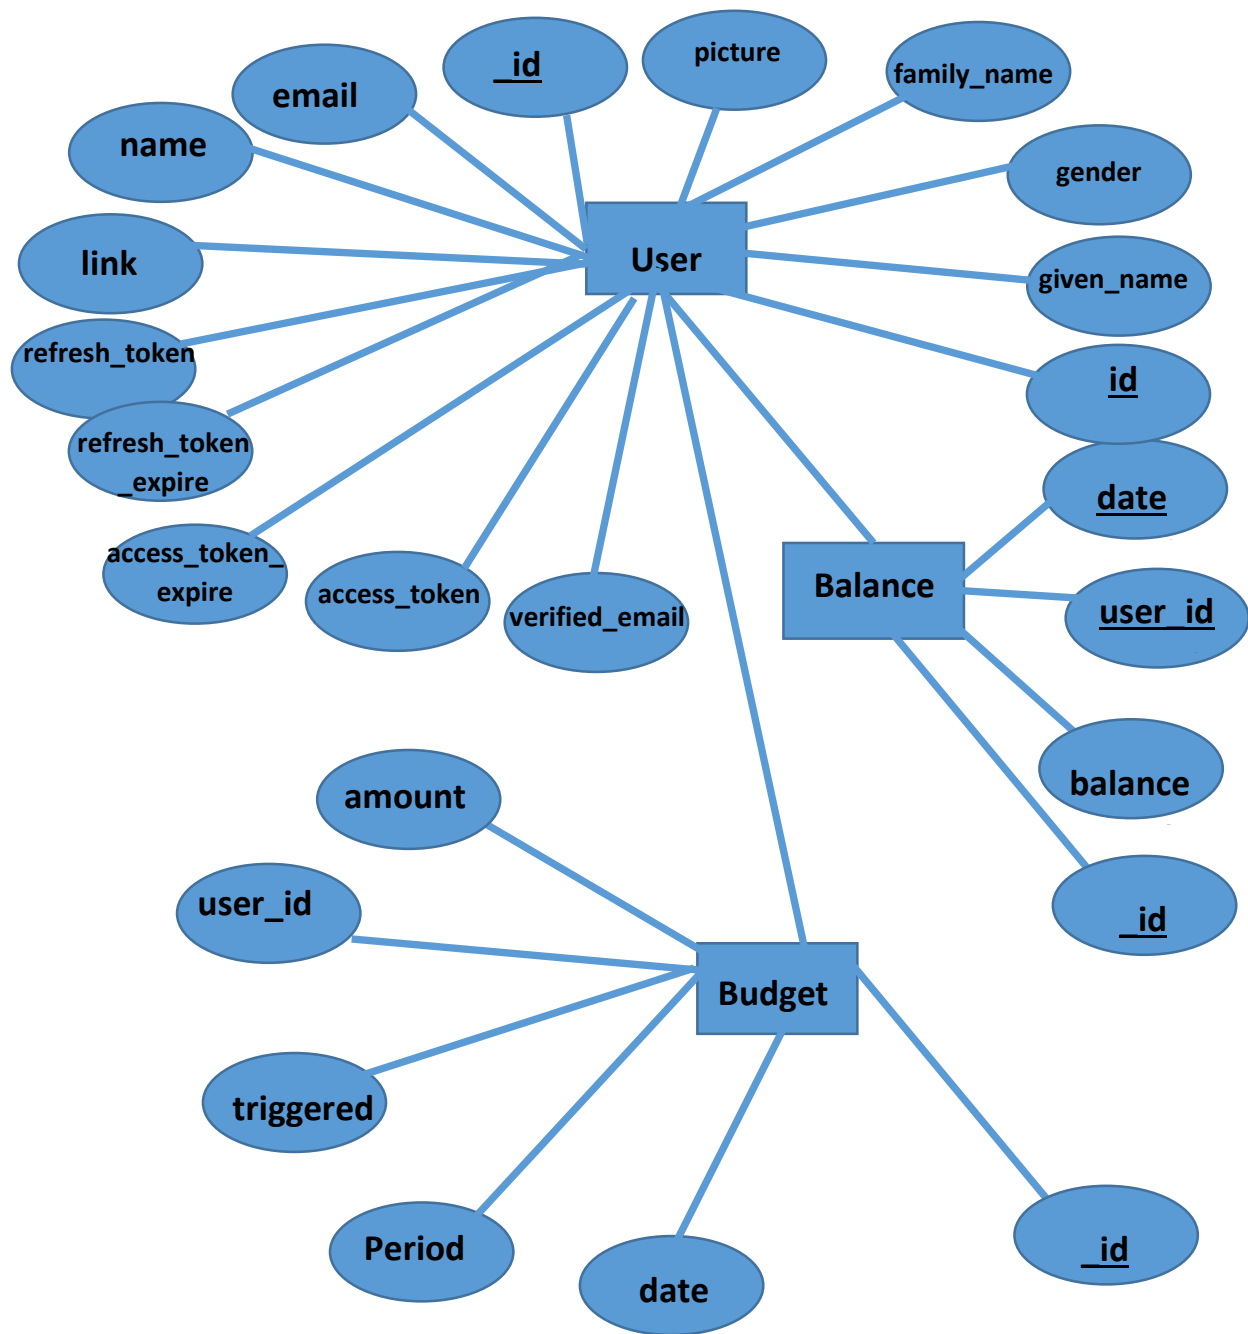 _id
picture
family_name
email
name
gender
User
link
given_name
refresh_token
id
refresh_token
_expire
date
access_token_
expire
access_token
verified_email
Balance
user_id
balance
amount
user_id
_id
Budget
triggered
Period
date
_id